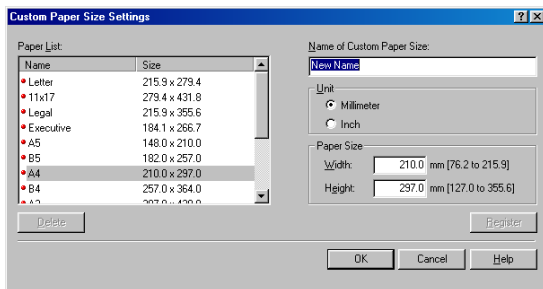 Custom Paper Size Settings
Paper List:
Name Size
Letter 215.9 x 279.4
11x17 279.4 x 431.8
Legal 215.9 x 355.6
Executive 184.1 x 266.7
A5 148.0 x 210.0
B5 182.0 x 257.0
A4 210.0 x 297.0
B4 257.0 x 364.0
Delete
Name of Custom Paper Size:
New Name
Unit
Millimeter
Inch
Paper Size
Width: 210.0 mm [76.2 to 215.9]
Height: 297.0 mm [127.0 to 355.6]
Register
OK Cancel Help